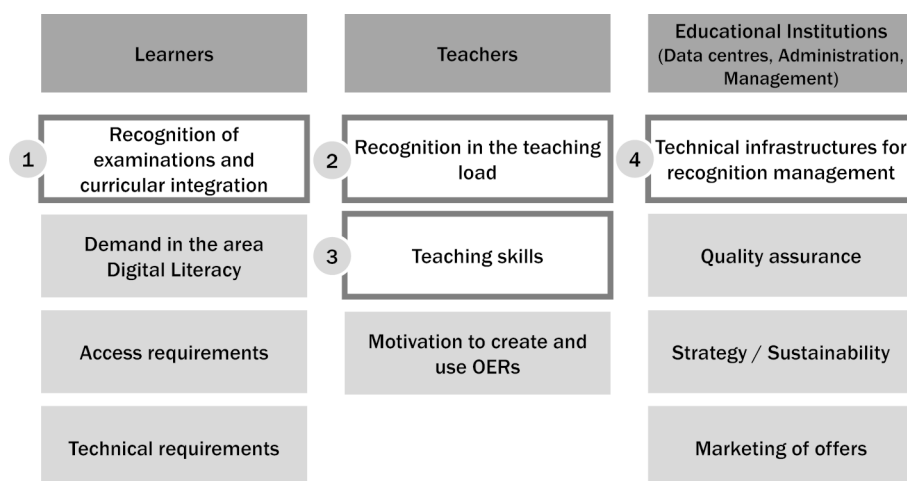 Learners
Teachers
Educational Institutions
(Data centres, Administration,
Management)
1
Recognition of
examinations and
curricular integration
2
Recognition in the teaching
load
4
Technical infrastructures for
recognition management
Demand in the area
Digital Literacy
3
Teaching skills
Quality assurance
Access requirements
Motivation to create and
use OERs
Strategy / Sustainability
Technical requirements
Marketing of offers